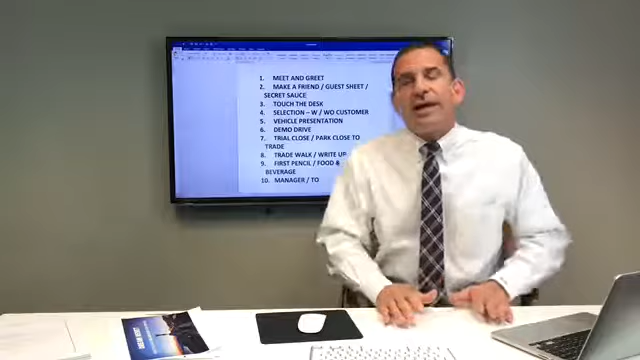 1. MEET AND GREET
2. MAKE A FRIEND / GUEST SHEET /
SECRET SAUCE
3. TOUCH THE DESK
4. SELECTION – W / WO CUSTOMER
5. VEHICLE PRESENTATION
6. DEMO DRIVE
7. TRIAL CLOSE / PARK CLOSE TO
TRADE
8. TRADE WALK / WRITE UP
9. FIRST PENCIL / FOOD &
BEVERAGE
10. MANAGER / TO